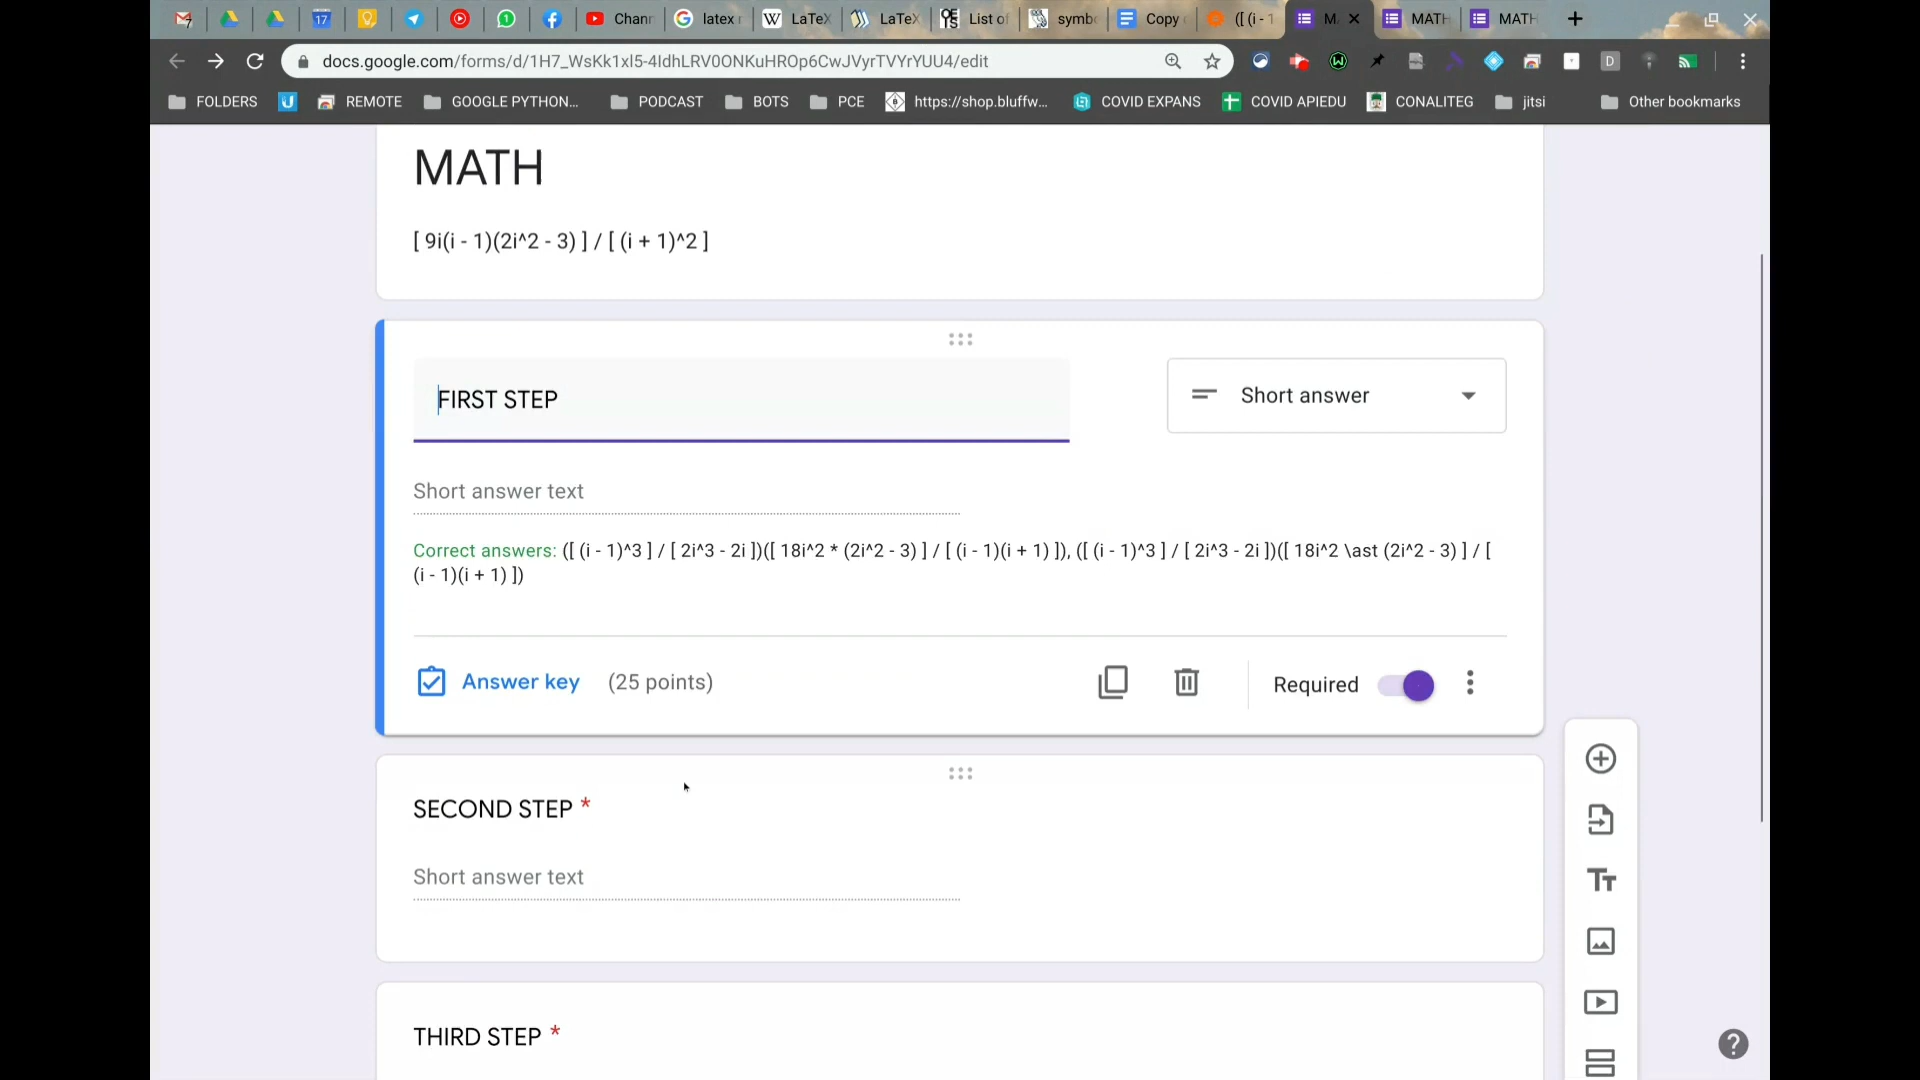 17
Chann
latex r
LaTeX
LaTeX
List of
symbo
Copy o
([ (i - 1
M
MATH
MATH
docs.google.com/forms/d/1H7_WsKk1xI5-4IdhLRV0ONKuHROp6CwJVyrTVYrYUU4/edit
FOLDERS
REMOTE
GOOGLE PYTHON...
PODCAST
BOTS
PCE
https://shop.bluffw...
COVID EXPANS
COVID APIEDU
CONALITEG
jitsi
Other bookmarks
MATH
[ 9i(i - 1)(2i^2 - 3) ] / [ (i + 1)^2 ]
FIRST STEP
Short answer
Short answer text
Correct answers: ([ (i - 1)^3 ] / [ 2i^3 - 2i ])([ 18i^2 * (2i^2 - 3) ] / [ (i - 1)(i + 1) ]), ([ (i - 1)^3 ] / [ 2i^3 - 2i ])([ 18i^2 \ast (2i^2 - 3) ] / [
(i - 1)(i + 1) ])
Answer key
(25 points)
Required
SECOND STEP *
Short answer text
THIRD STEP *